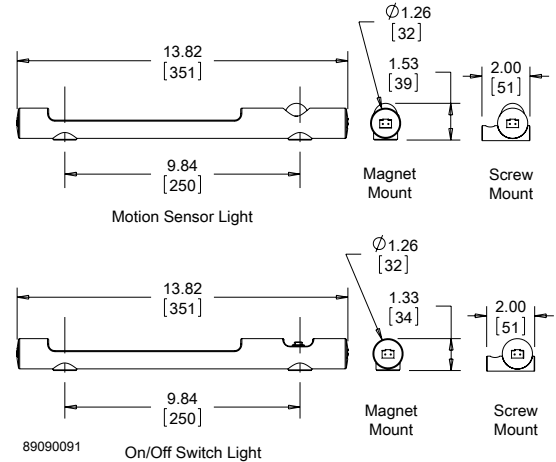 ⌀1.26
[32]
13.82
[351]
1.53
[39]
2.00
[51]
9.84
[250]
Magnet
Mount
Screw
Mount
Motion Sensor Light
⌀1.26
[32]
13.82
[351]
1.33
[34]
2.00
[51]
9.84
[250]
Magnet
Mount
Screw
Mount
89090091
On/Off Switch Light